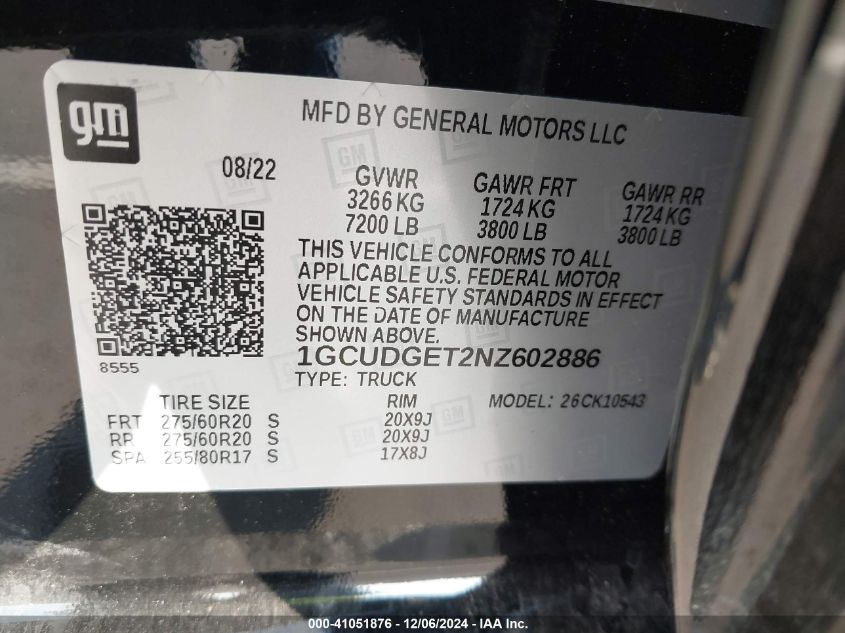 gm
MFD BY GENERAL MOTORS LLC
08/22
GVWR GAWR FRT GAWR RR
3266 KG 1724 KG 1724 KG
7200 LB 3800 LB 3800 LB
THIS VEHICLE CONFORMS TO ALL
APPLICABLE U.S. FEDERAL MOTOR
VEHICLE SAFETY STANDARDS IN EFFECT
ON THE DATE OF MANUFACTURE
SHOWN ABOVE.
8555
1GCUDGET2NZ602886
TYPE: TRUCK MODEL: 26CK10543
TIRE SIZE RIM
FRT 275/60R20 S 20X9J
RR 275/60R20 S 20X9J
SPA 255/80R17 S 17X8J
000-41051876 - 12/06/2024 - IAA, Inc.